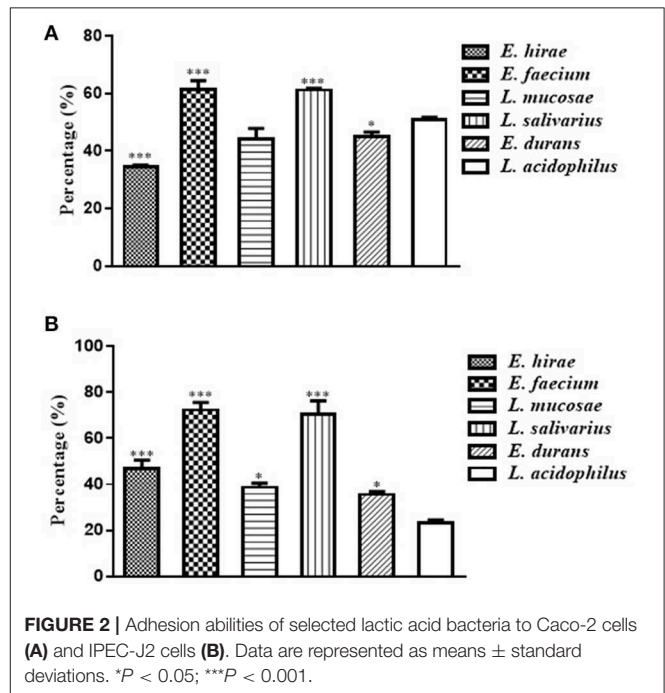 A
80
60
40
20
0
Percentage (%)
***
***
***
*
E. hirae
E. faecium
L. mucosae
L. salivarius
E. durans
L. acidophilus
B
100
80
60
40
20
0
Percentage (%)
***
***
*
***
*
E. hirae
E. faecium
L. mucosae
L. salivarius
E. durans
L. acidophilus
FIGURE 2 | Adhesion abilities of selected lactic acid bacteria to Caco-2 cells
(A) and IPEC-J2 cells (B). Data are represented as means ± standard
deviations. *P < 0.05; ***P < 0.001.